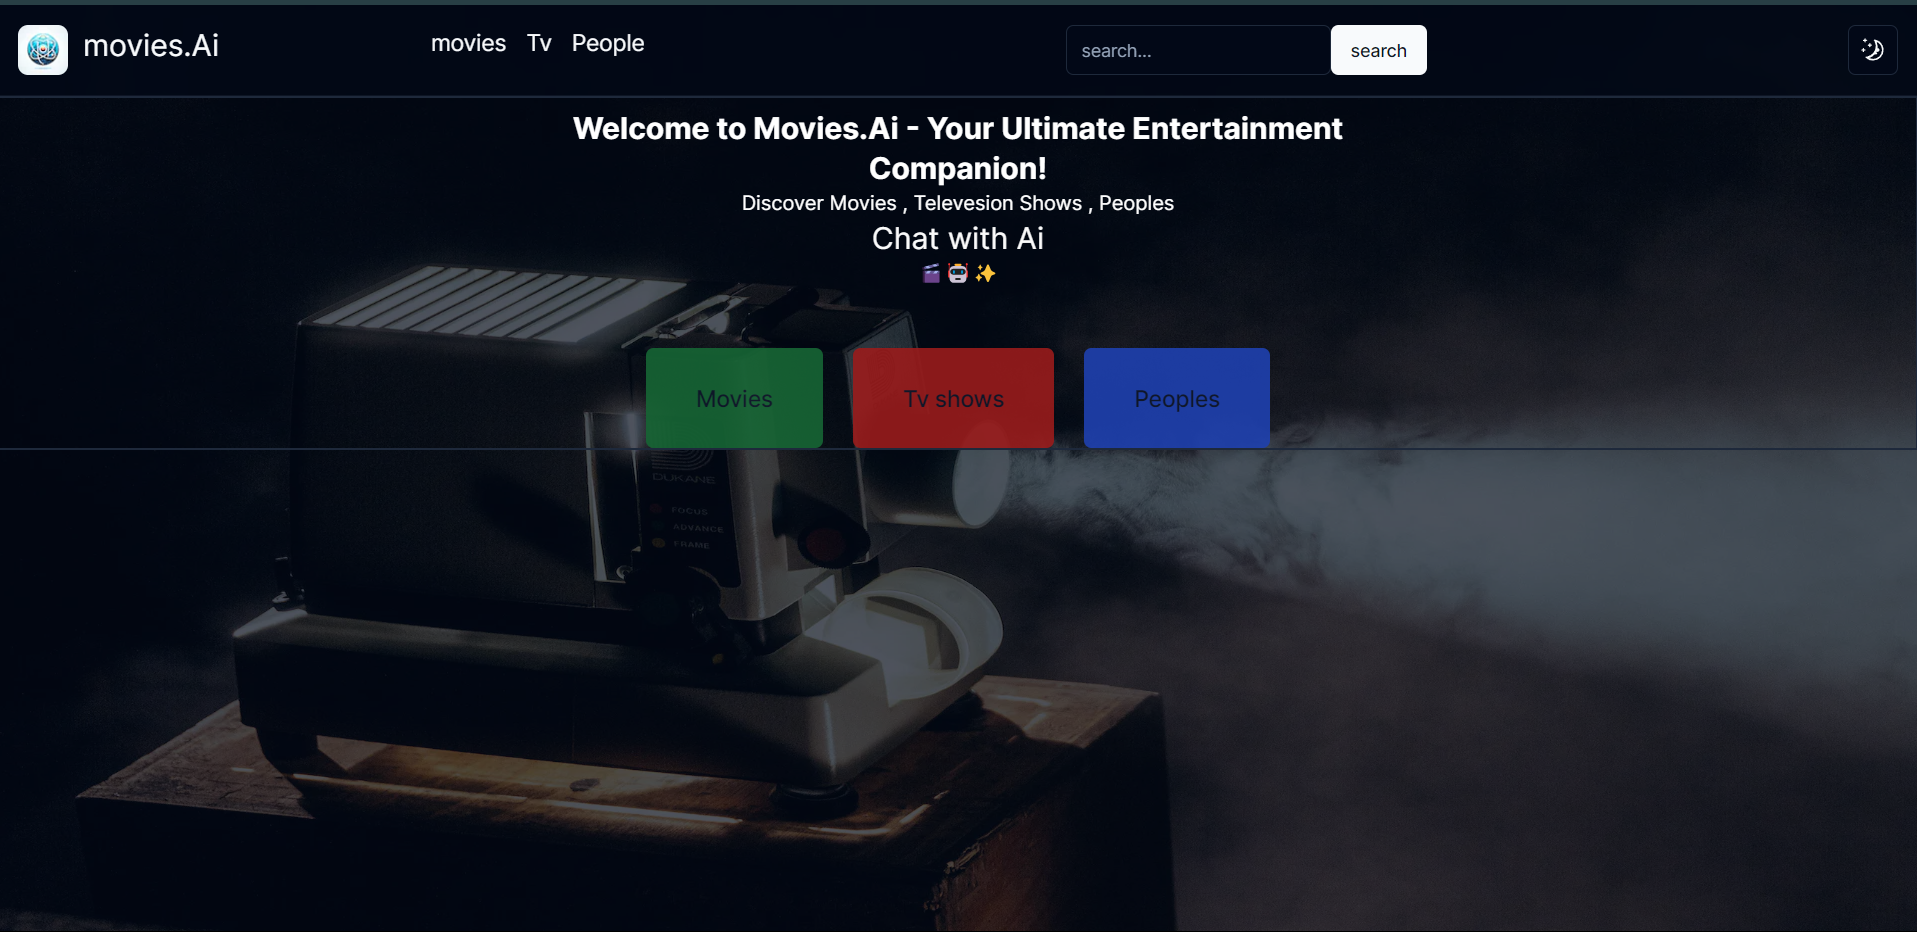 movies.Ai
movies Tv People
search...
search
Welcome to Movies.Ai - Your Ultimate Entertainment
Companion!
Discover Movies , Televesion Shows , Peoples
Chat with Ai
🎬 🤖 ✨
Movies
Tv shows
Peoples
DUKANE
FOCUS
ADVANCE
FRAME